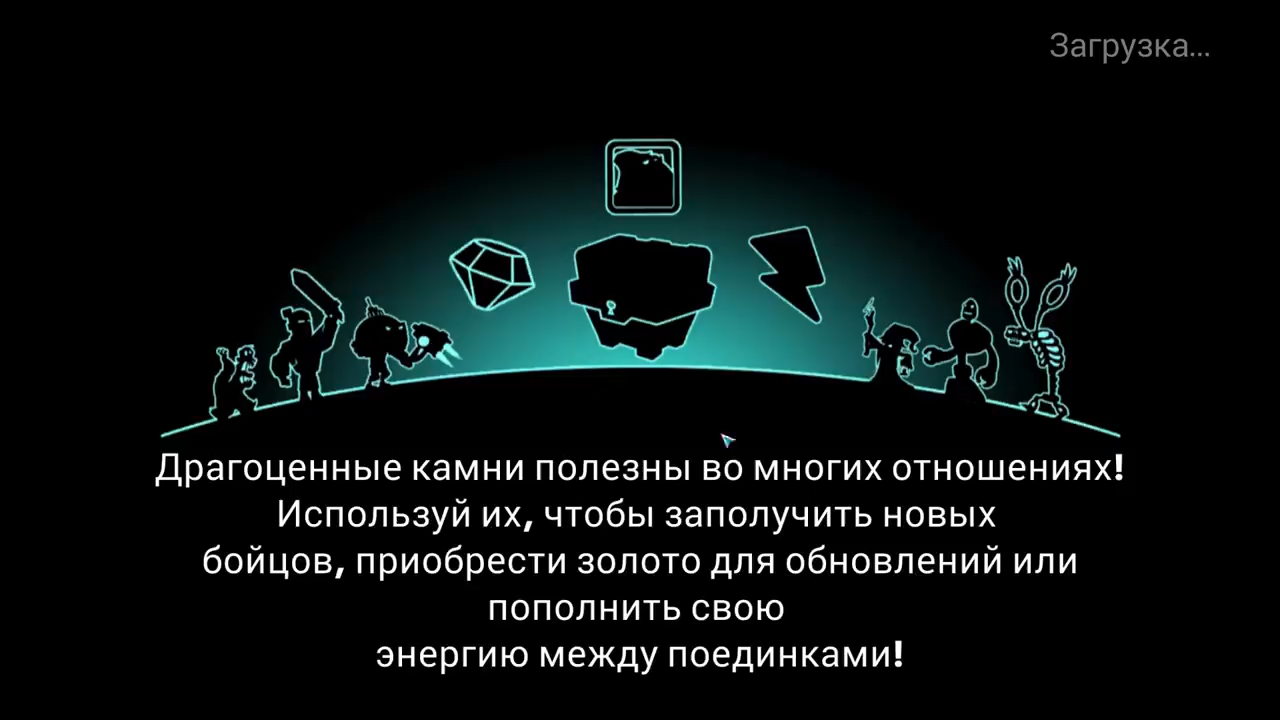 Загрузка...
Драгоценные камни полезны во многих отношениях!
Используй их, чтобы заполучить новых
бойцов, приобрести золото для обновлений или
пополнить свою
энергию между поединками!